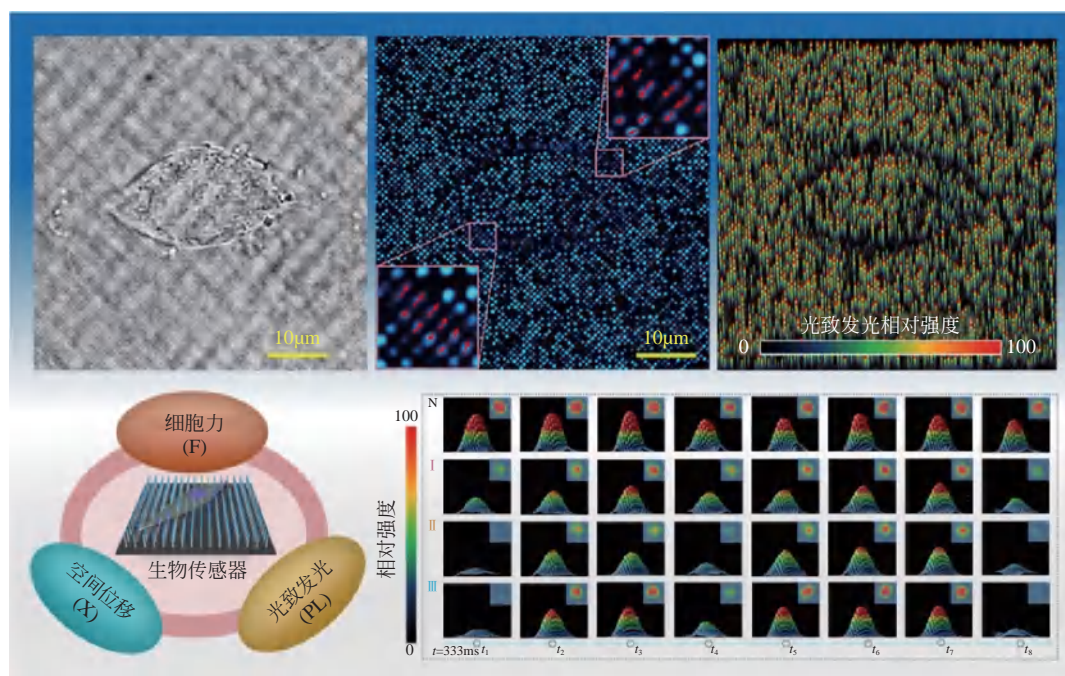 10μm
10μm
光致发光相对强度
0
100
细胞力
(F)
生物传感器
空间位移
(X)
光致发光
(PL)
100
相对强度
0
N
I
II
III
t=333ms
t₁
t₂
t₃
t₄
t₅
t₆
t₇
t₈